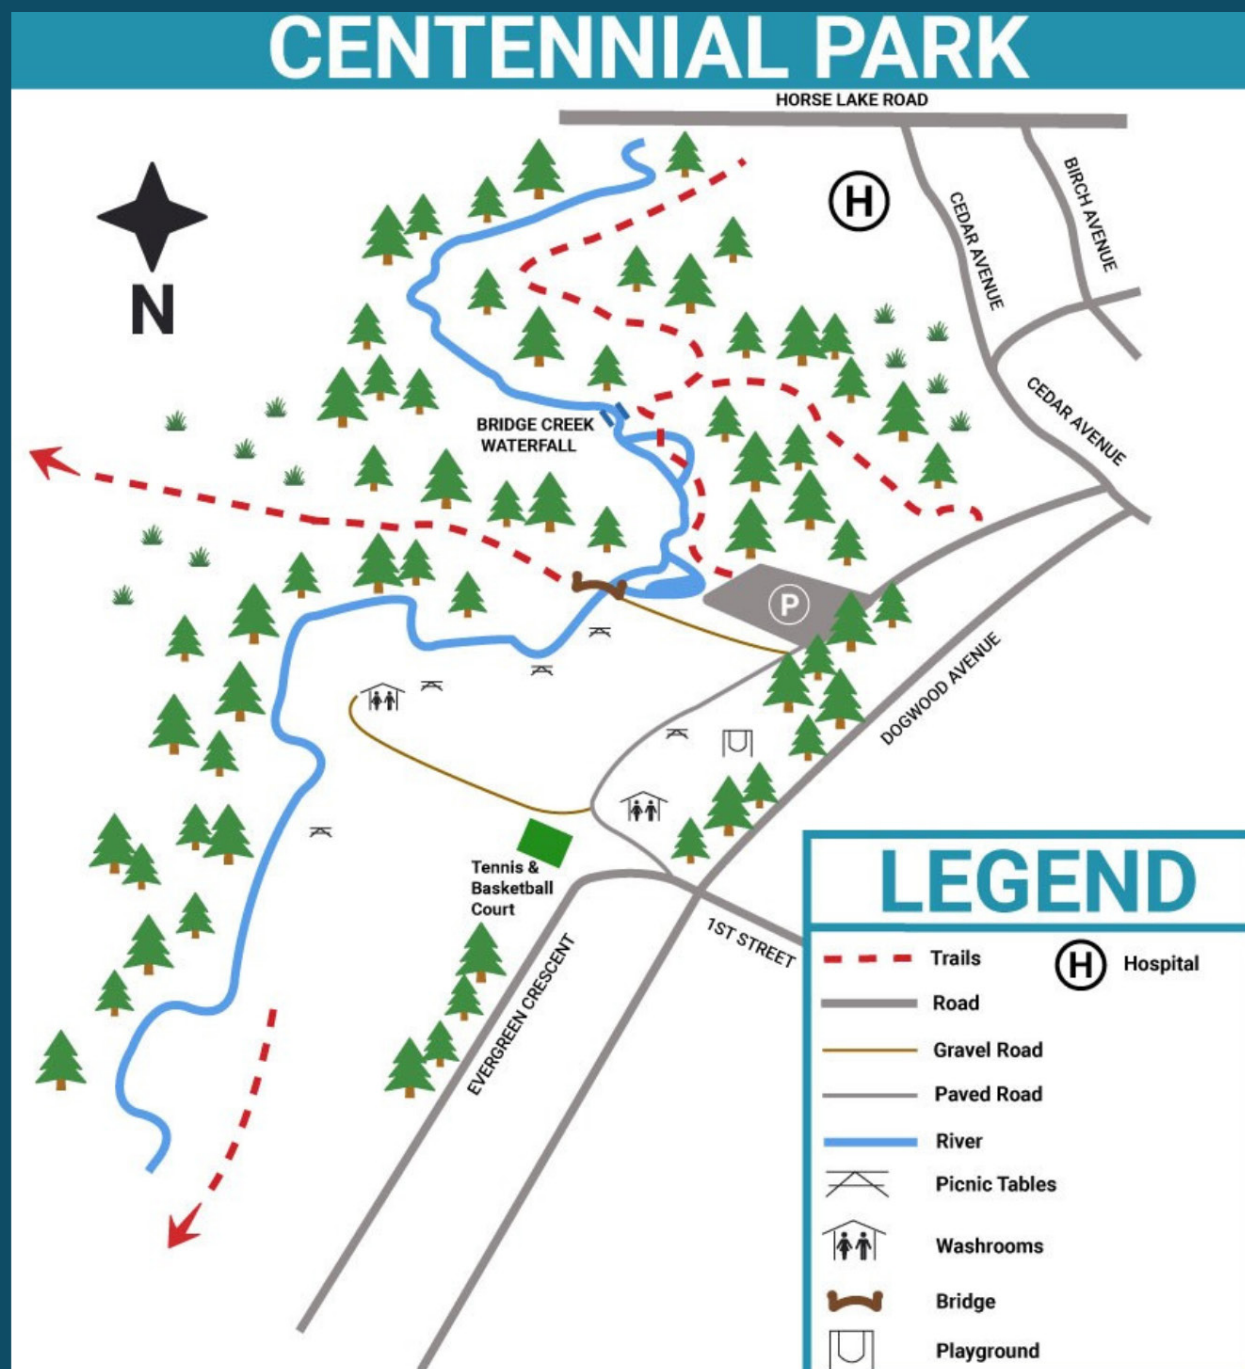 CENTENNIAL PARK
HORSE LAKE ROAD
N
H
CEDAR AVENUE
BIRCH AVENUE
CEDAR AVENUE
BRIDGE CREEK
WATERFALL
P
DOGWOOD AVENUE
Tennis &
Basketball
Court
1ST STREET
EVERGREEN CRESCENT
LEGEND
Trails
H Hospital
Road
Gravel Road
Paved Road
River
Picnic Tables
Washrooms
Bridge
Playground